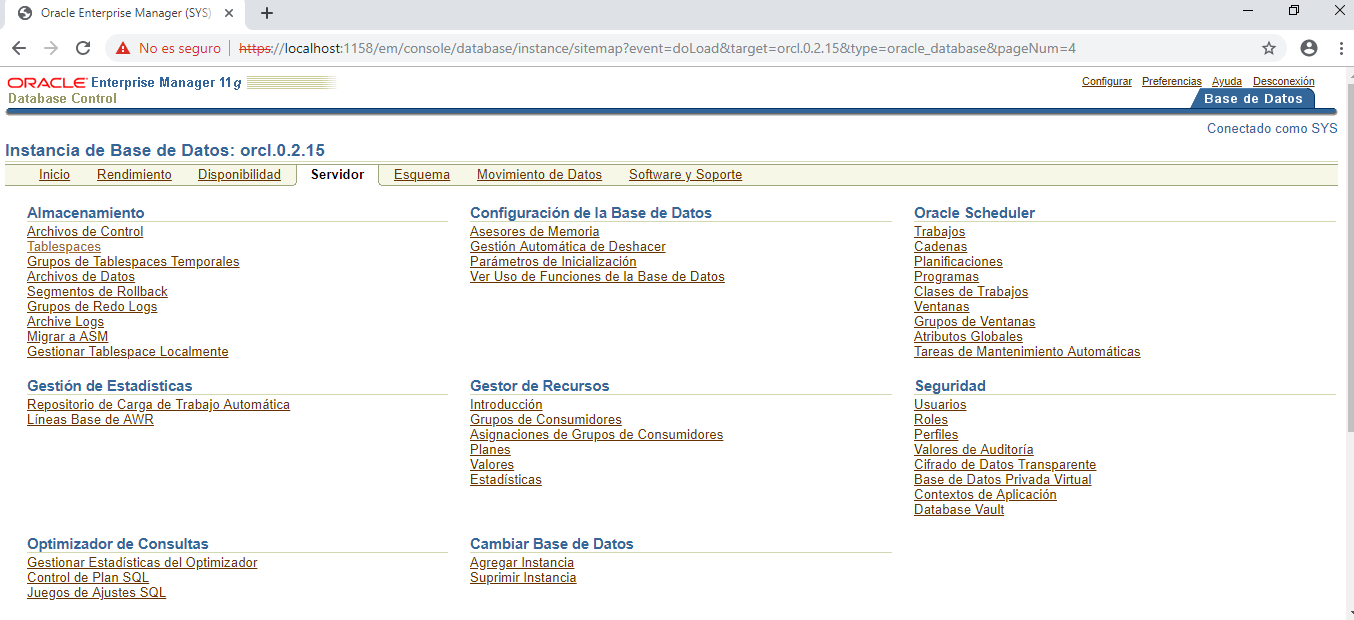 Oracle Enterprise Manager (SYS)
No es seguro | https://localhost:1158/em/console/database/instance/sitemap?event=doLoad&target=orcl.0.2.15&type=oracle_database&pageNum=4
ORACLE Enterprise Manager 11g
Database Control
Configurar Preferencias Ayuda Desconexión
Base de Datos
Conectado como SYS
Instancia de Base de Datos: orcl.0.2.15
Inicio Rendimiento Disponibilidad Servidor Esquema Movimiento de Datos Software y Soporte
Almacenamiento
Archivos de Control
Tablespaces
Grupos de Tablespaces Temporales
Archivos de Datos
Segmentos de Rollback
Grupos de Redo Logs
Archive Logs
Migrar a ASM
Gestionar Tablespace Localmente
Configuración de la Base de Datos
Asesores de Memoria
Gestión Automática de Deshacer
Parámetros de Inicialización
Ver Uso de Funciones de la Base de Datos
Oracle Scheduler
Trabajos
Cadenas
Planificaciones
Programas
Clases de Trabajos
Ventanas
Grupos de Ventanas
Atributos Globales
Tareas de Mantenimiento Automáticas
Gestión de Estadísticas
Repositorio de Carga de Trabajo Automática
Líneas Base de AWR
Gestor de Recursos
Introducción
Grupos de Consumidores
Asignaciones de Grupos de Consumidores
Planes
Valores
Estadísticas
Seguridad
Usuarios
Roles
Perfiles
Valores de Auditoría
Cifrado de Datos Transparente
Base de Datos Privada Virtual
Contextos de Aplicación
Database Vault
Optimizador de Consultas
Gestionar Estadísticas del Optimizador
Control de Plan SQL
Juegos de Ajustes SQL
Cambiar Base de Datos
Agregar Instancia
Suprimir Instancia